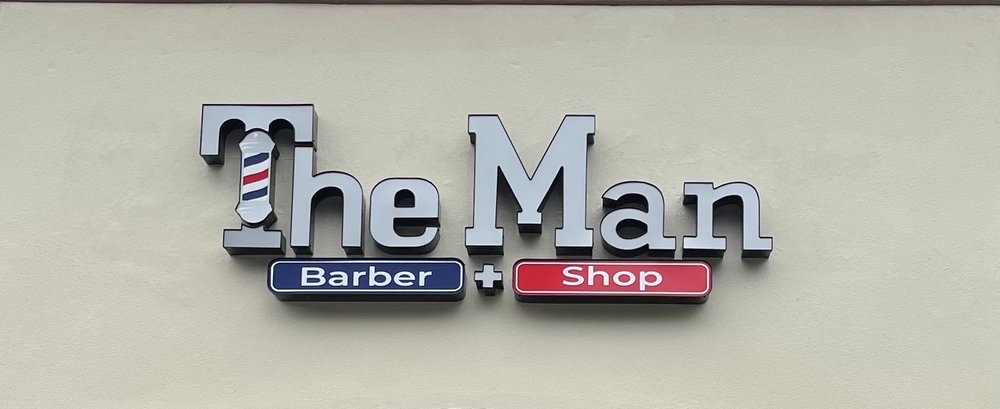 The Man
Barber + Shop